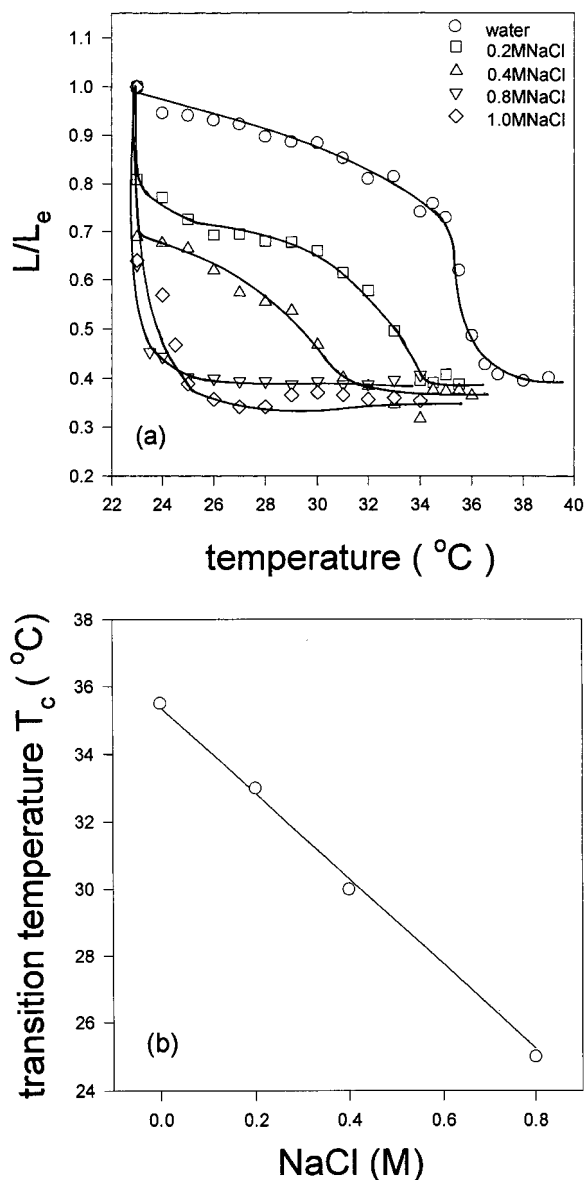 water
0.2MNaCl
0.4MNaCl
0.8MNaCl
1.0MNaCl
1.0
0.9
0.8
0.7
0.6
0.5
0.4
0.3
0.2
L/Le
(a)
22 24 26 28 30 32 34 36 38 40
temperature ( °C )
38
36
34
32
30
28
26
24
transition temperature Tc ( °C)
(b)
0.0 0.2 0.4 0.6 0.8
NaCl (M)